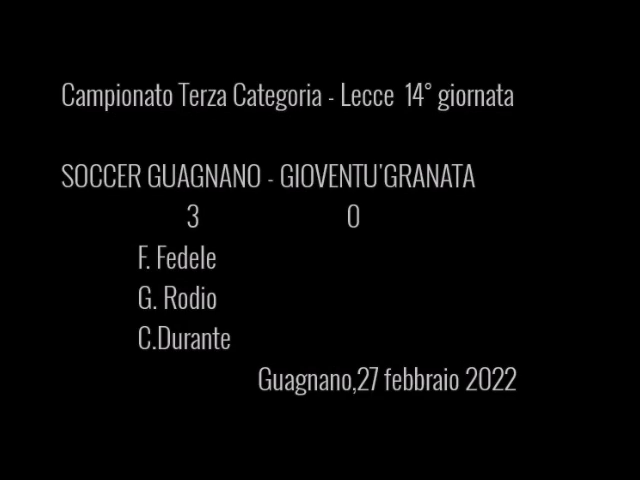 Campionato Terza Categoria - Lecce 14° giornata
SOCCER GUAGNANO - GIOVENTU'GRANATA
3 0
F. Fedele
G. Rodio
C.Durante
Guagnano,27 febbraio 2022